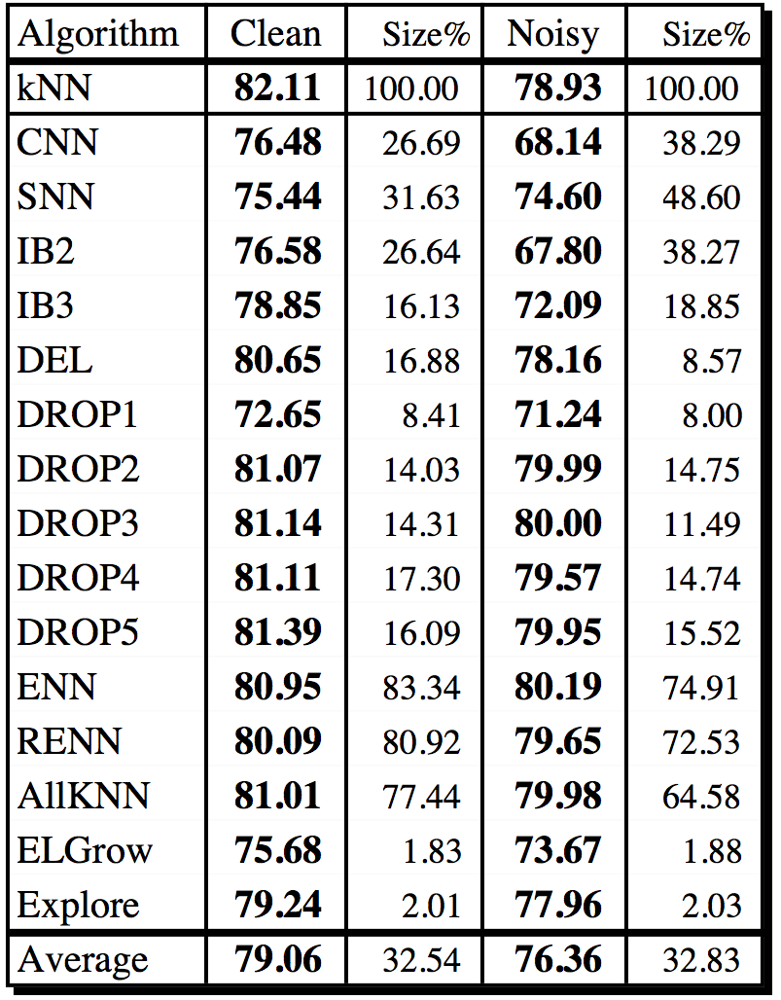 Algorithm Clean Size% Noisy Size%
kNN 82.11 100.00 78.93 100.00
CNN 76.48 26.69 68.14 38.29
SNN 75.44 31.63 74.60 48.60
IB2 76.58 26.64 67.80 38.27
IB3 78.85 16.13 72.09 18.85
DEL 80.65 16.88 78.16 8.57
DROP1 72.65 8.41 71.24 8.00
DROP2 81.07 14.03 79.99 14.75
DROP3 81.14 14.31 80.00 11.49
DROP4 81.11 17.30 79.57 14.74
DROP5 81.39 16.09 79.95 15.52
ENN 80.95 83.34 80.19 74.91
RENN 80.09 80.92 79.65 72.53
AllKNN 81.01 77.44 79.98 64.58
ELGrow 75.68 1.83 73.67 1.88
Explore 79.24 2.01 77.96 2.03
Average 79.06 32.54 76.36 32.83